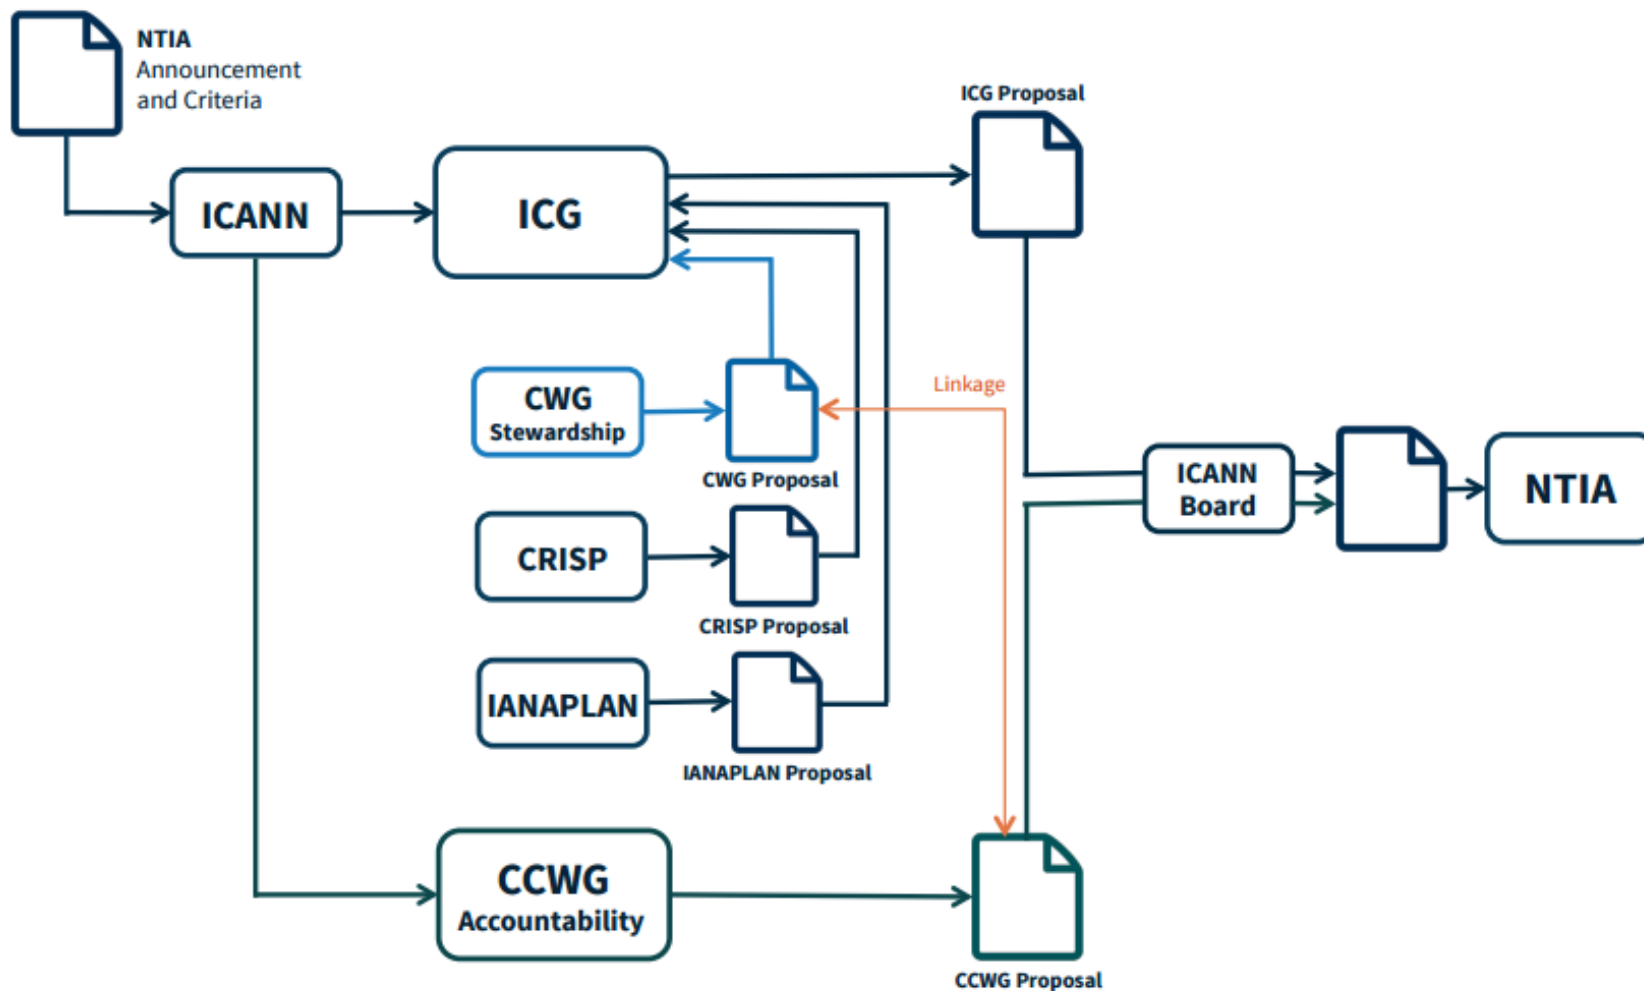 NTIA
Announcement
and Criteria
ICG Proposal
ICANN
ICG
Linkage
CWG
Stewardship
CWG Proposal
ICANN
Board
NTIA
CRISP
CRISP Proposal
IANAPLAN
IANAPLAN Proposal
CCWG
Accountability
CCWG Proposal